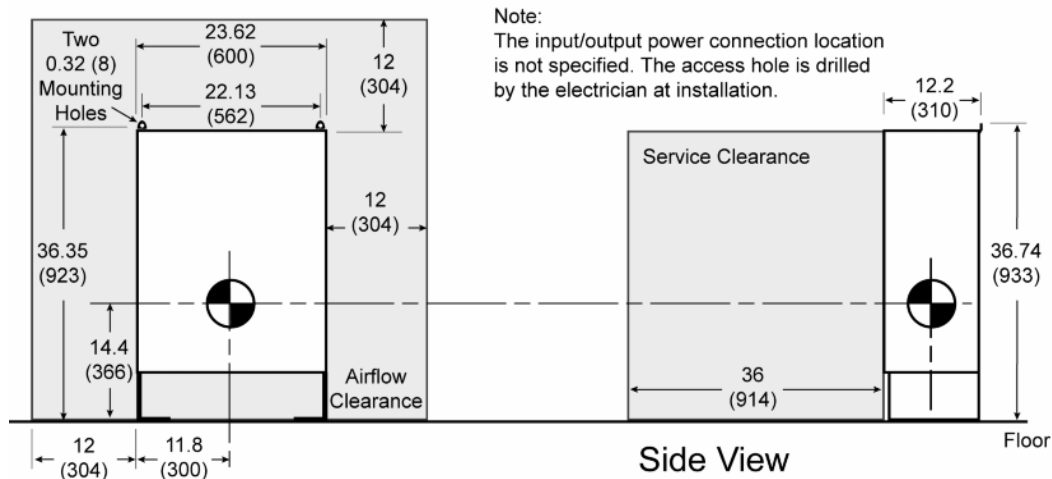 Two
0.32 (8)
Mounting
Holes
23.62
(600)
22.13
(562)
12
(304)
12
(304)
36.35
(923)
14.4
(366)
Airflow
Clearance
12
(304)
11.8
(300)
Note:
The input/output power connection location
is not specified. The access hole is drilled
by the electrician at installation.
12.2
(310)
Service Clearance
36.74
(933)
36
(914)
Side View
Floor